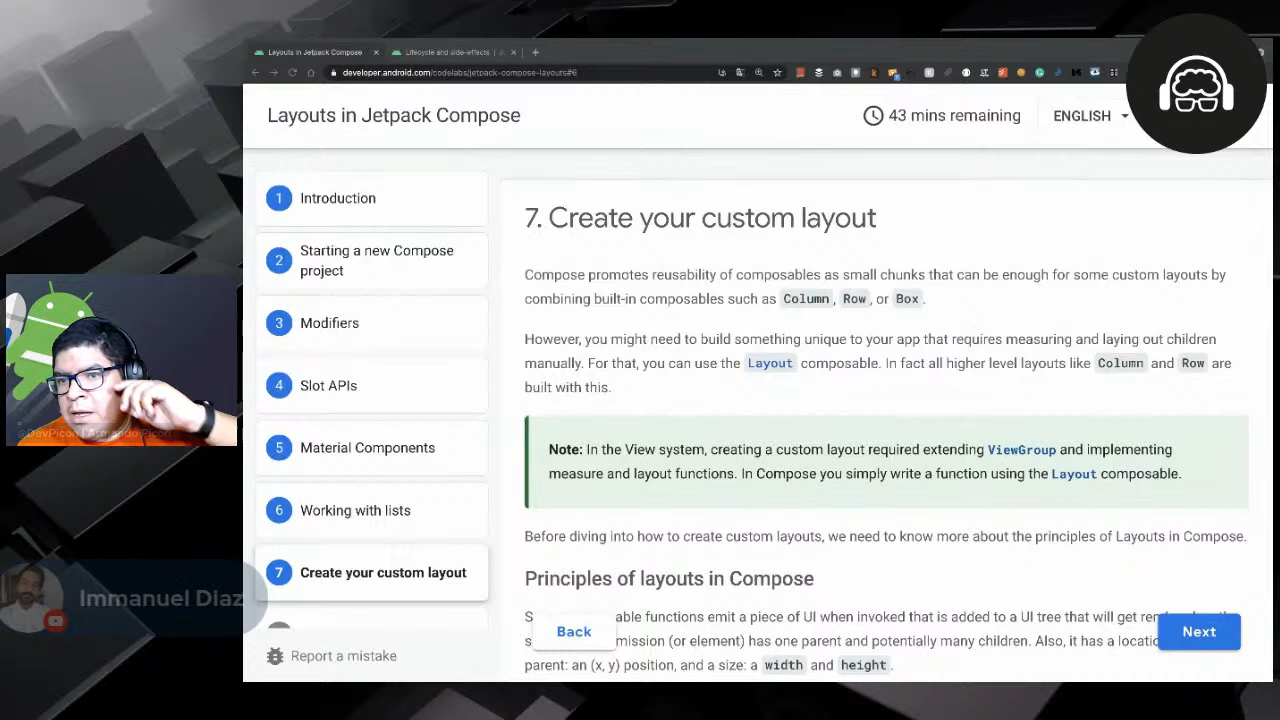 Layouts in Jetpack Compose
Lifecycle and side-effects
developer.android.com/codelabs/jetpack-compose-layouts#6
Layouts in Jetpack Compose
43 mins remaining
ENGLISH
1 Introduction
2 Starting a new Compose
project
3 Modifiers
4 Slot APIs
5 Material Components
6 Working with lists
7 Create your custom layout
Report a mistake
7. Create your custom layout
Compose promotes reusability of composables as small chunks that can be enough for some custom layouts by
combining built-in composables such as Column, Row, or Box.
However, you might need to build something unique to your app that requires measuring and laying out children
manually. For that, you can use the Layout composable. In fact all higher level layouts like Column and Row are
built with this.
Note: In the View system, creating a custom layout required extending ViewGroup and implementing
measure and layout functions. In Compose you simply write a function using the Layout composable.
Before diving into how to create custom layouts, we need to know more about the principles of Layouts in Compose.
Principles of layouts in Compose
able functions emit a piece of UI when invoked that is added to a UI tree that will get
mission (or element) has one parent and potentially many children. Also, it has a
parent: an (x, y) position, and a size: a width and height.
Back
Next
@DevPicon | Armando Picon
Immanuel Diaz